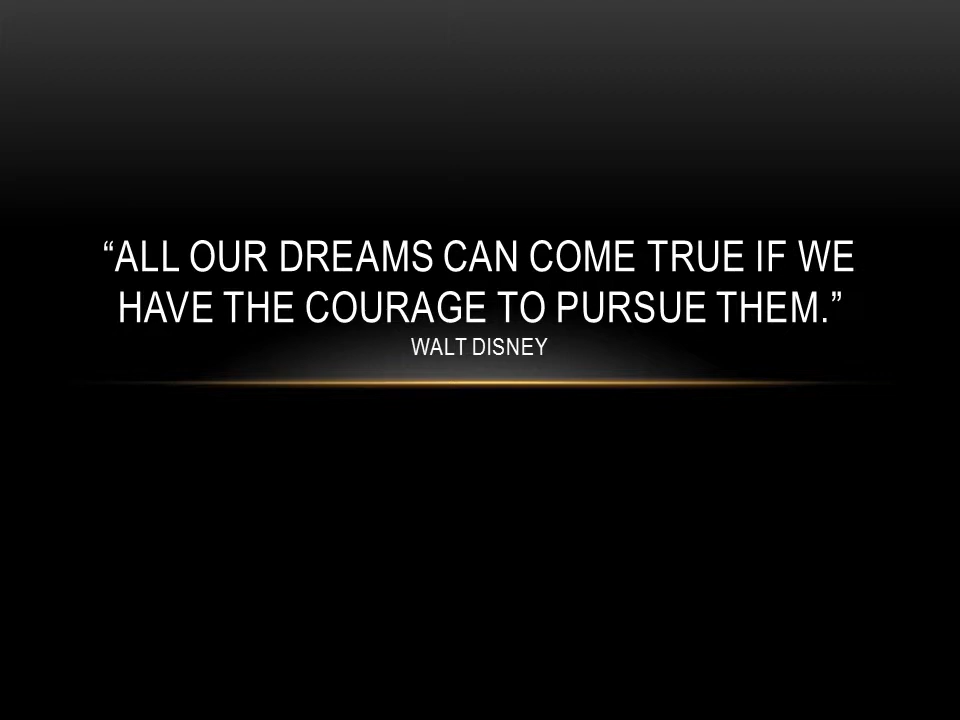 “ALL OUR DREAMS CAN COME TRUE IF WE
HAVE THE COURAGE TO PURSUE THEM.”
WALT DISNEY